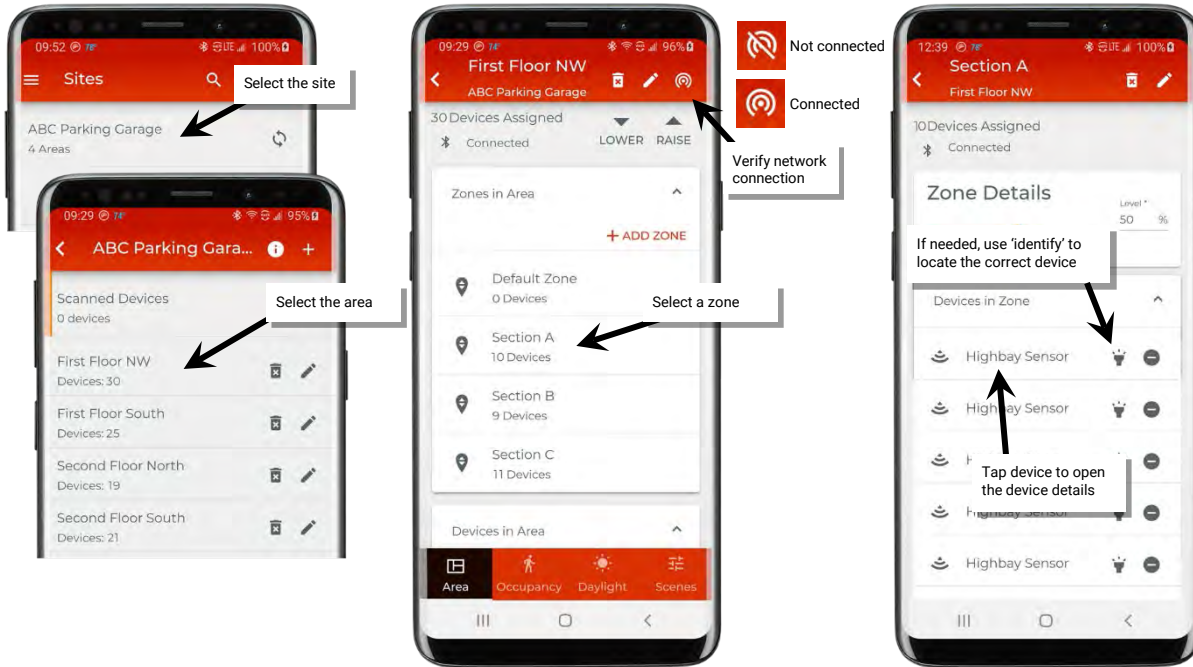 09:52 78° LTE 100%
Sites
Select the site
ABC Parking Garage
4 Areas
09:29 74° 95%
ABC Parking Gara...
Scanned Devices
0 devices
Select the area
First Floor NW
Devices: 30
First Floor South
Devices: 25
Second Floor North
Devices: 19
Second Floor South
Devices: 21
09:29 74° 96%
First Floor NW
ABC Parking Garage
30 Devices Assigned
Connected
LOWER RAISE
Not connected
Connected
Verify network
connection
Zones in Area
+ ADD ZONE
Default Zone
0 Devices
Select a zone
Section A
10 Devices
Section B
9 Devices
Section C
11 Devices
Devices in Area
Area Occupancy Daylight Scenes
12:39 78° LTE 100%
Section A
First Floor NW
10 Devices Assigned
Connected
Zone Details
Level *
50 %
If needed, use ‘identify’ to
locate the correct device
Devices in Zone
Highbay Sensor
Highbay Sensor
Tap device to open
the device details
Highbay Sensor
Highbay Sensor